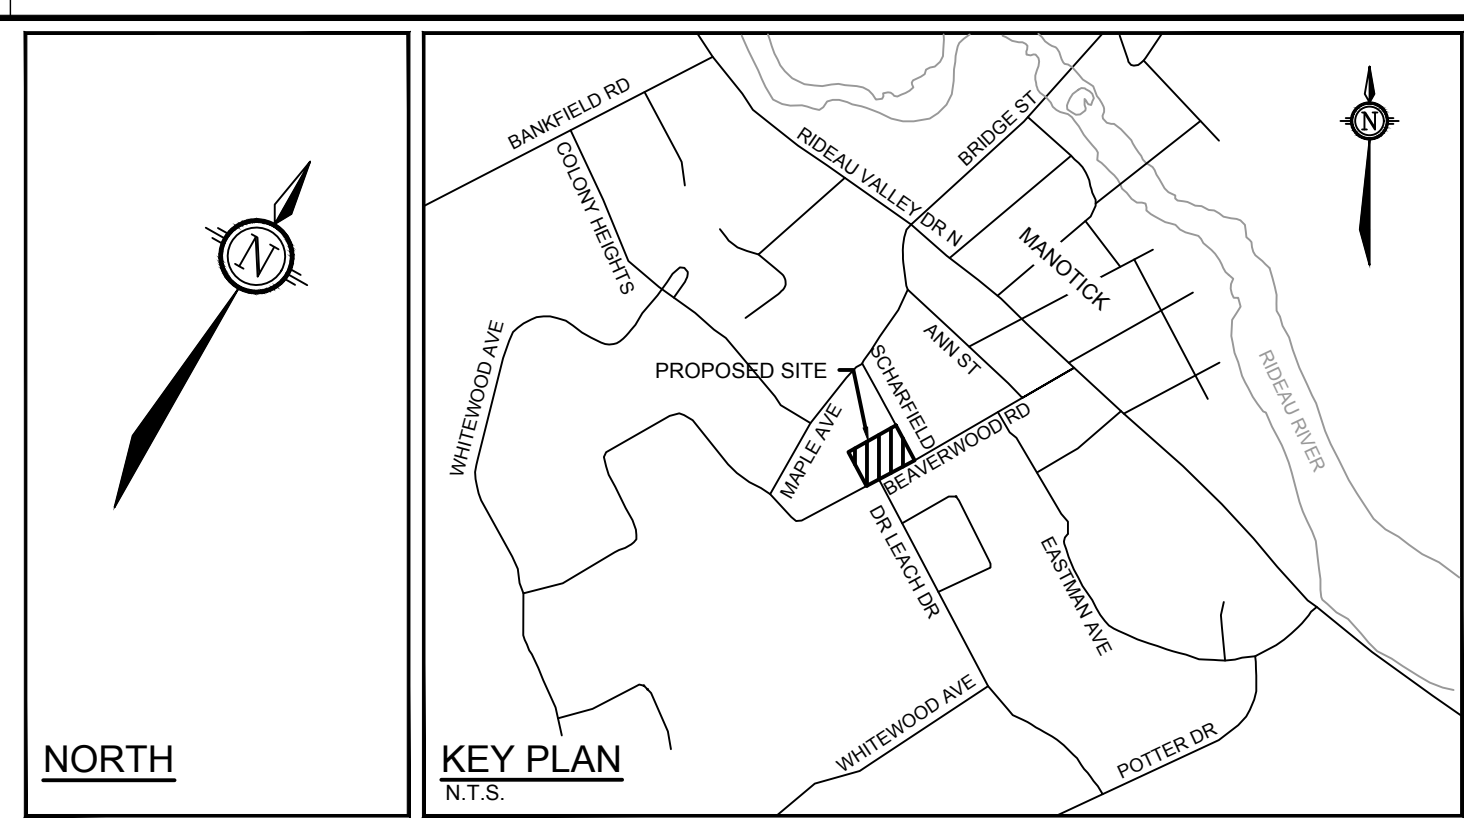 N
NORTH
BANKFIELD RD
COLONY HEIGHTS
RIDEAU VALLEY DR N
BRIDGE ST
N
MANOTICK
ANN ST
SCHARFIELD
PROPOSED SITE
WHITEWOOD AVE
MAPLE AVE
BEAVERWOOD RD
RIDEAU RIVER
DR LEACH DR
EASTMAN AVE
WHITEWOOD AVE
POTTER DR
KEY PLAN
N.T.S.